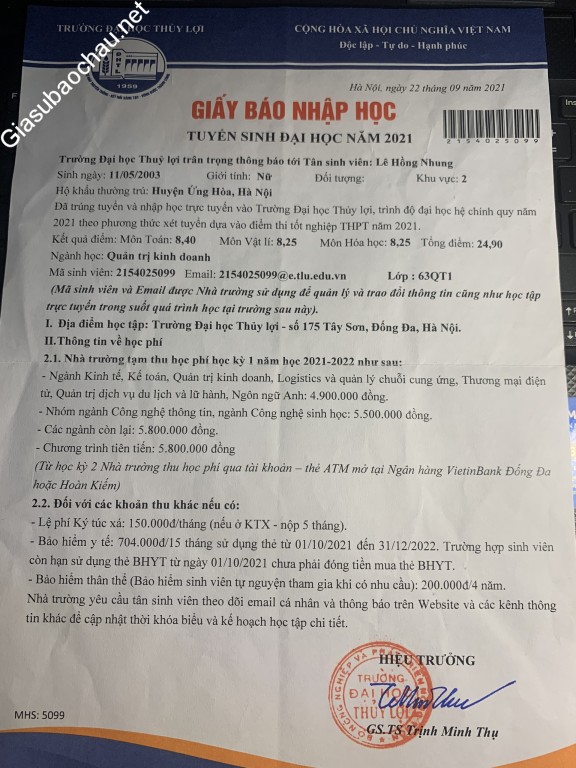 TRƯỜNG ĐẠI HỌC THỦY LỢI
CỘNG HÒA XÃ HỘI CHỦ NGHĨA VIỆT NAM
Độc lập - Tự do - Hạnh phúc
ĐHTL
1959
Giasubaochau.net
Hà Nội, ngày 22 tháng 09 năm 2021
GIẤY BÁO NHẬP HỌC
TUYỂN SINH ĐẠI HỌC NĂM 2021
2154025099
Trường Đại học Thuỷ lợi trân trọng thông báo tới Tân sinh viên: Lê Hồng Nhung
Sinh ngày: 11/05/2003 Giới tính: Nữ Đối tượng: Khu vực: 2
Hộ khẩu thường trú: Huyện Ứng Hòa, Hà Nội
Đã trúng tuyển và nhập học trực tuyến vào Trường Đại học Thủy lợi, trình độ đại học hệ chính quy năm
2021 theo phương thức xét tuyển dựa vào điểm thi tốt nghiệp THPT năm 2021.
Kết quả điểm: Môn Toán: 8,40 Môn Vật lí: 8,25 Môn Hóa học: 8,25 Tổng điểm: 24,90
Ngành học: Quản trị kinh doanh
Mã sinh viên: 2154025099 Email: 2154025099@e.tlu.edu.vn Lớp : 63QT1
(Mã sinh viên và Email được Nhà trường sử dụng để quản lý và trao đổi thông tin cũng như học tập
trực tuyến trong suốt quá trình học tại trường sau này).
I. Địa điểm học tập: Trường Đại học Thủy lợi - số 175 Tây Sơn, Đống Đa, Hà Nội.
II.Thông tin về học phí
2.1. Nhà trường tạm thu học phí học kỳ 1 năm học 2021-2022 như sau:
- Ngành Kinh tế, Kế toán, Quản trị kinh doanh, Logistics và quản lý chuỗi cung ứng, Thương mại điện
tử, Quản trị dịch vụ du lịch và lữ hành, Ngôn ngữ Anh: 4.900.000 đồng.
- Nhóm ngành Công nghệ thông tin, ngành Công nghệ sinh học: 5.500.000 đồng.
- Các ngành còn lại: 5.800.000 đồng.
- Chương trình tiên tiến: 5.800.000 đồng
(Từ học kỳ 2 Nhà trường thu học phí qua tài khoản – thẻ ATM mở tại Ngân hàng VietinBank Đống Đa
hoặc Hoàn Kiếm)
2.2. Đối với các khoản thu khác nếu có:
- Lệ phí Ký túc xá: 150.000đ/tháng (nếu ở KTX - nộp 5 tháng).
- Bảo hiểm y tế: 704.000đ/15 tháng sử dụng thẻ từ 01/10/2021 đến 31/12/2022. Trường hợp sinh viên
còn hạn sử dụng thẻ BHYT từ ngày 01/10/2021 chưa phải đóng tiền mua thẻ BHYT.
- Bảo hiểm thân thể (Bảo hiểm sinh viên tự nguyện tham gia khi có nhu cầu): 200.000đ/4 năm.
Nhà trường yêu cầu tân sinh viên theo dõi email cá nhân và thông báo trên Website và các kênh thông
tin khác để cập nhật thời khóa biểu và kế hoạch học tập chi tiết.
HIỆU TRƯỞNG
TRƯỜNG
ĐẠI HỌC
THỦY LỢI
GS.TS Trịnh Minh Thụ
MHS: 5099